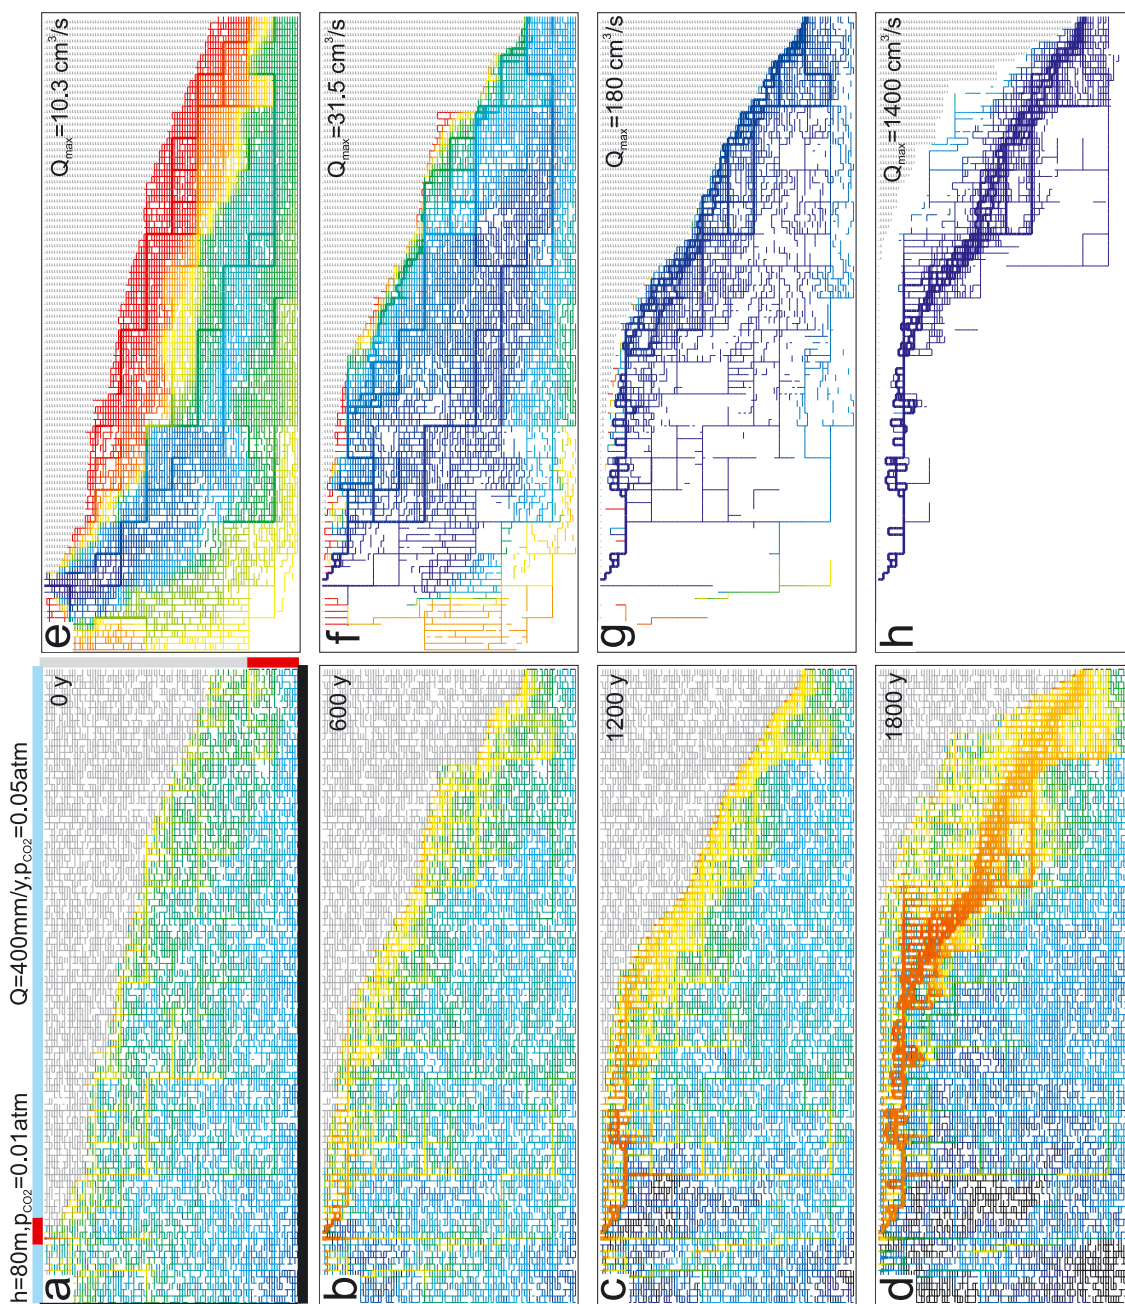 h=80m,pCO2=0.01atm
Q=400mm/y,pCO2=0.05atm
a
0 y
e
Qmax=10.3 cm³/s
b
600 y
f
Qmax=31.5 cm³/s
c
1200 y
g
Qmax=180 cm³/s
d
1800 y
h
Qmax=1400 cm³/s